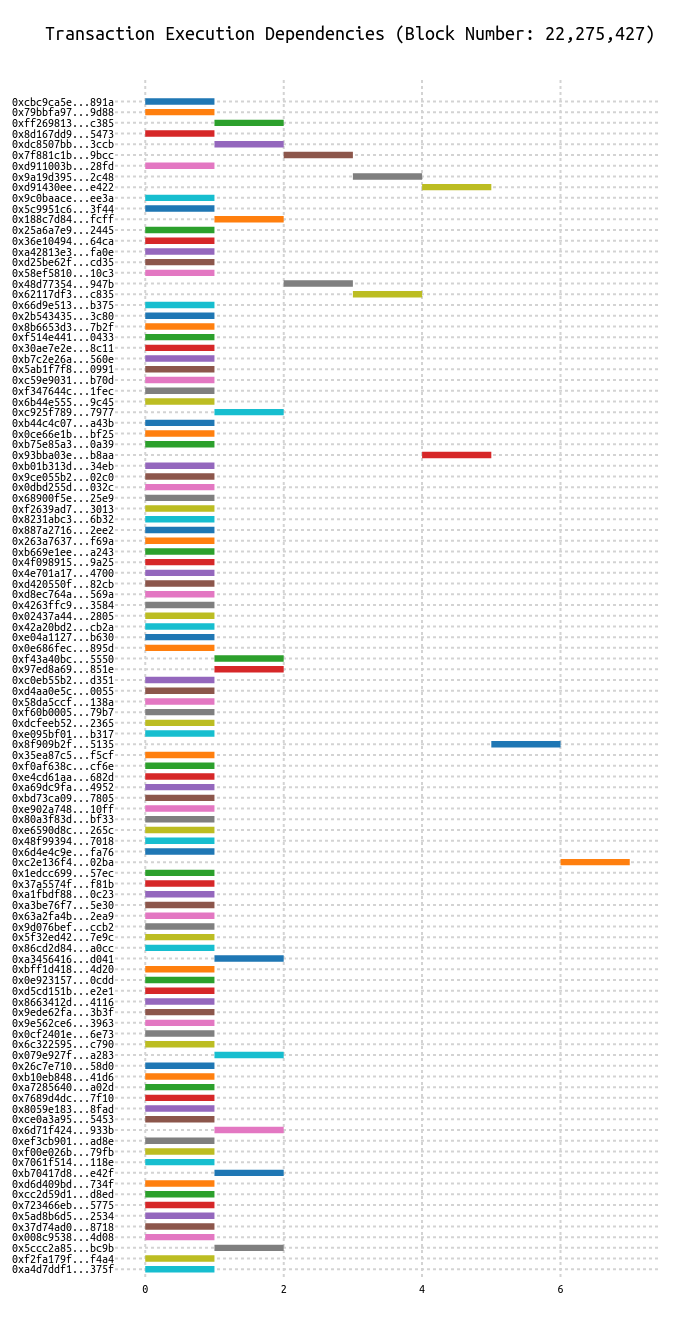 Transaction Execution Dependencies (Block Number: 22,275,427)
0xcbc9ca5e...891a
0x79bbfa97...9d88
0xff269813...c385
0x8d167dd9...5473
0xdc8507bb...3ccb
0x7f881c1b...9bcc
0xd911003b...28fd
0x9a19d395...2c48
0xd91430ee...e422
0x9c0baace...ee3a
0x5c9951c6...3f44
0x188c7d84...fcff
0x25a6a7e9...2445
0x36e10494...64ca
0xa42813e3...fa0e
0xd25be62f...cd35
0x58ef5810...10c3
0x48d77354...947b
0x62117df3...c835
0x66d9e513...b375
0x2b543435...3c80
0x8b6653d3...7b2f
0xf514e441...0433
0x30ae7e2e...8c11
0xb7c2e26a...560e
0x5ab1f7f8...0991
0xc59e9031...b70d
0xf347644c...1fec
0x6b44e555...9c45
0xc925f789...7977
0xb44c4c07...a43b
0x0ce66e1b...bf25
0xb75e85a3...0a39
0x93bba03e...b8aa
0xb01b313d...34eb
0x9ce055b2...02c0
0x0dbd255d...032c
0x68900f5e...25e9
0xf2639ad7...3013
0x8231abc3...6b32
0x887a2716...2ee2
0x263a7637...f69a
0xb669e1ee...a243
0x4f098915...9a25
0x4e701a17...4700
0xd420550f...82cb
0xd8ec764a...569a
0x4263ffc9...3584
0x02437a44...2805
0x42a20bd2...cb2a
0xe04a1127...b630
0x0e686fec...895d
0xf43a40bc...5550
0x97ed8a69...851e
0xc0eb55b2...d351
0xd4aa0e5c...0055
0x58da5ccf...138a
0xf60b0005...79b7
0xdcfeeb52...2365
0xe095bf01...b317
0x8f909b2f...5135
0x35ea87c5...f5cf
0xf0af638c...cf6e
0xe4cd61aa...682d
0xa69dc9fa...4952
0xbd73ca09...7805
0xe902a748...10ff
0x80a3f83d...bf33
0xe6590d8c...265c
0x48f99394...7018
0x6d4e4c9e...fa76
0xc2e136f4...02ba
0x1edcc699...57ec
0x37a5574f...f81b
0xa1fbdf88...0c23
0xa3be76f7...5e30
0x63a2fa4b...2ea9
0x9d076bef...ccb2
0x5f32ed42...7e9c
0x86cd2d84...a0cc
0xa3456416...d041
0xbff1d418...4d20
0x0e923157...0cdd
0xd5cd151b...e2e1
0x8663412d...4116
0x9ede62fa...3b3f
0x9e562ce6...3963
0x0cf2401e...6e73
0x6c322595...c790
0x079e927f...a283
0x26c7e710...58d0
0xb10eb848...41d6
0xa7285640...a02d
0x7689d4dc...7f10
0x8059e183...8fad
0xce0a3a95...5453
0x6d71f424...933b
0xef3cb901...ad8e
0xf00e026b...79fb
0x7061f514...118e
0xb70417d8...e42f
0xd6d409bd...734f
0xcc2d59d1...d8ed
0x723466eb...5775
0x5ad8b6d5...2534
0x37d74ad0...8718
0x008c9538...4d08
0x5ccc2a85...bc9b
0xf2fa179f...f4a4
0xa4d7ddf1...375f
0 2 4 6